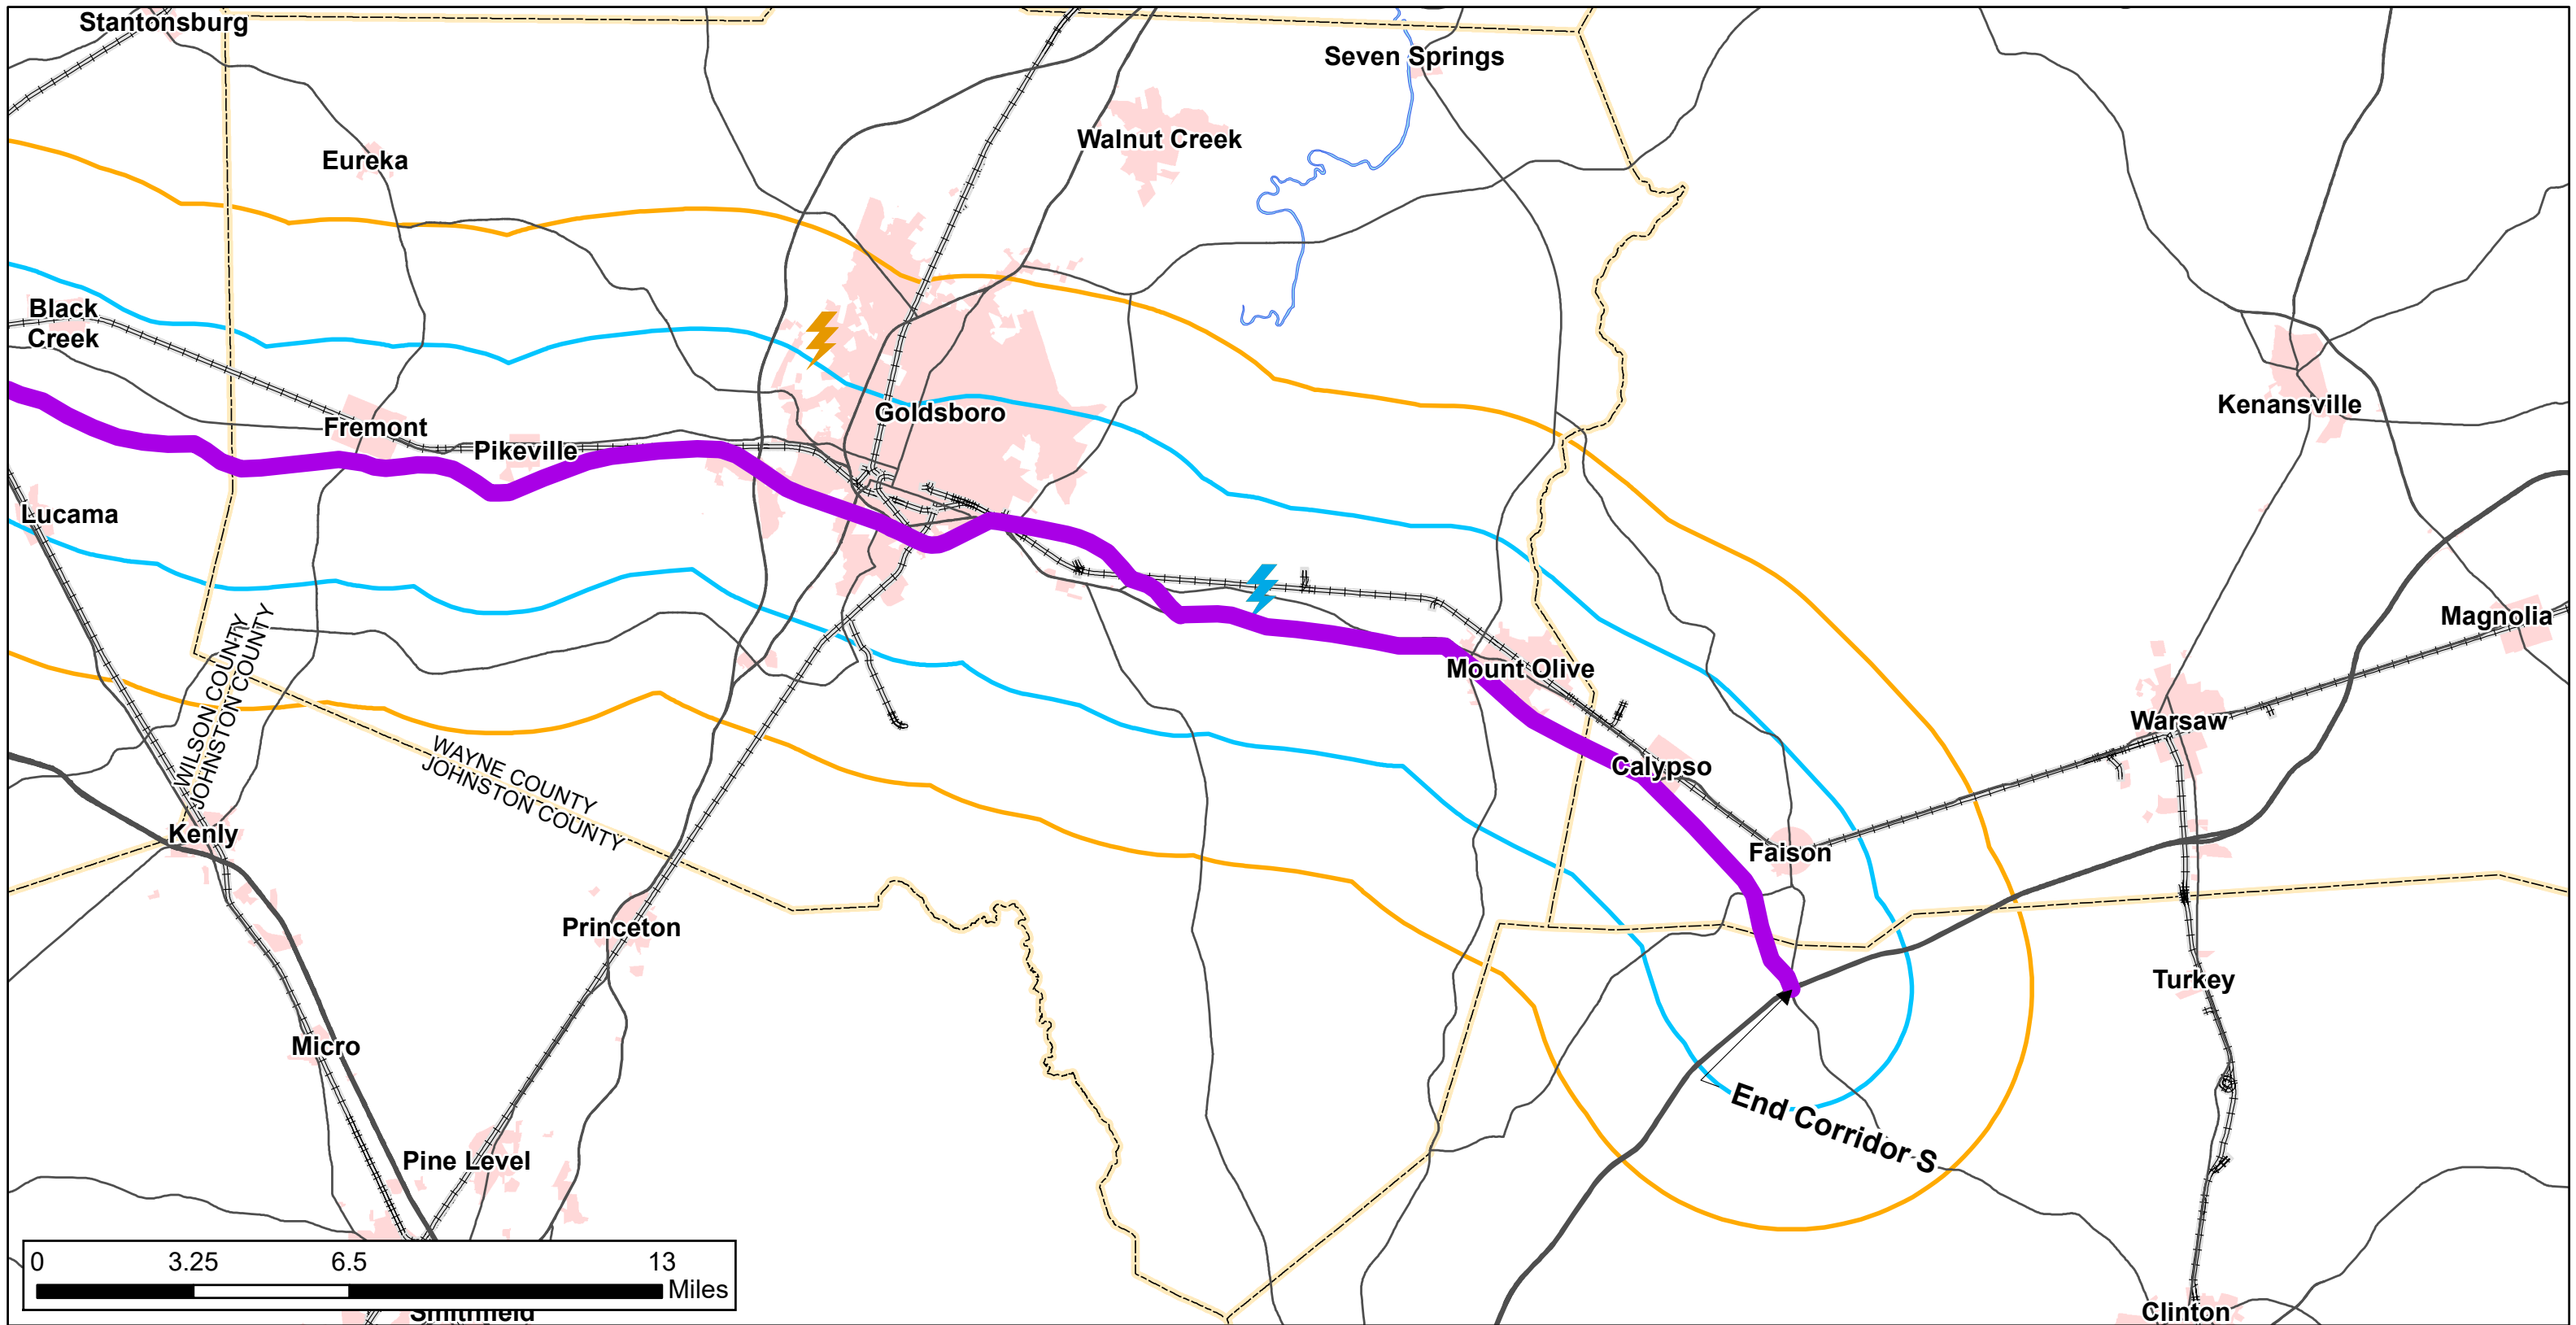 Stantonsburg
Seven Springs
Walnut Creek
Eureka
Black
Creek
Kenansville
Goldsboro
Fremont
Pikeville
Lucama
Magnolia
Mount Olive
WILSON COUNTY
JOHNSTON COUNTY
Warsaw
WAYNE COUNTY
JOHNSTON COUNTY
Calypso
Kenly
Faison
Princeton
Turkey
Micro
End Corridor S
Pine Level
0 3.25 6.5 13
Miles
Smithfield
Clinton